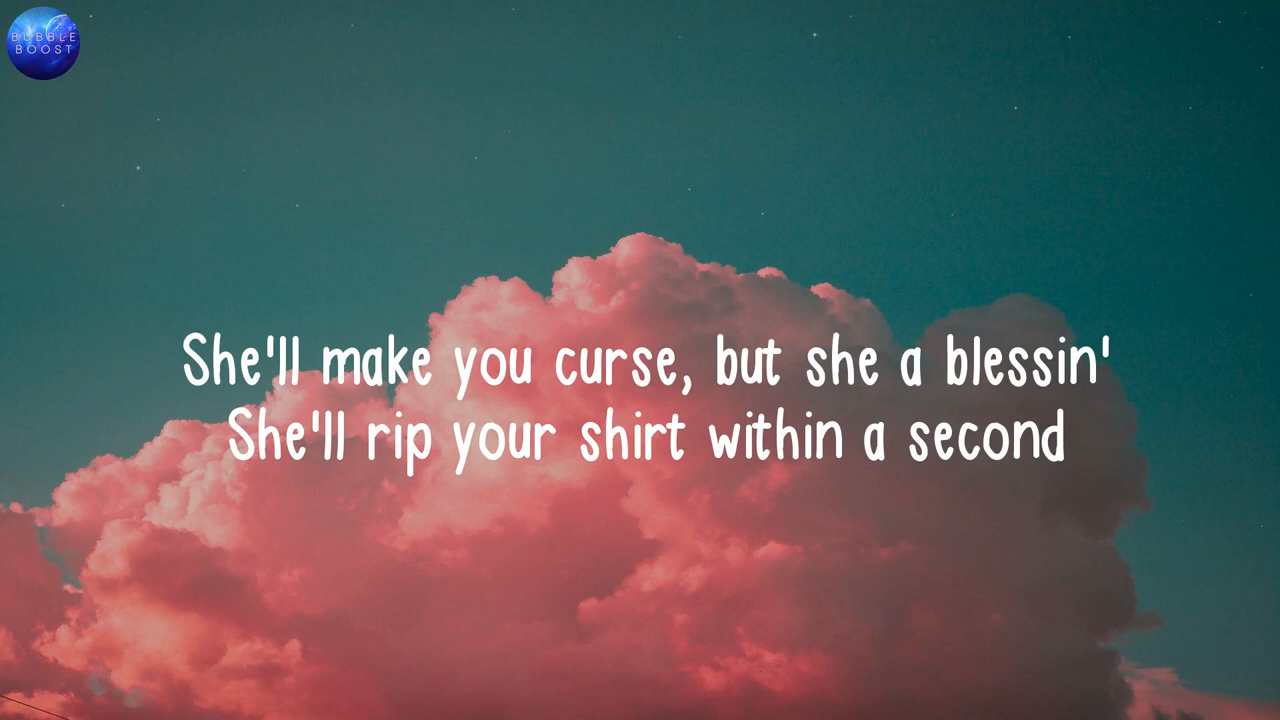 BUBBLE
BOOST
She'll make you curse, but she a blessin'
She'll rip your shirt within a second